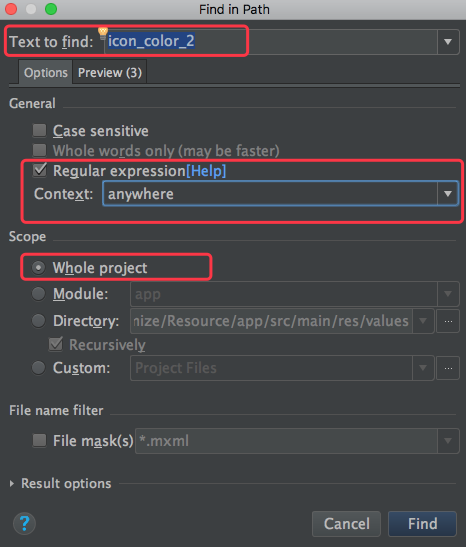 Find in Path
Text to find: icon_color_2
Options Preview (3)
General
Case sensitive
Whole words only (may be faster)
Regular expression[Help]
Context: anywhere
Scope
Whole project
Module: app
Directory: nize/Resource/app/src/main/res/values ...
Recursively
Custom: Project Files ...
File name filter
File mask(s) *.mxml
Result options
? Cancel Find